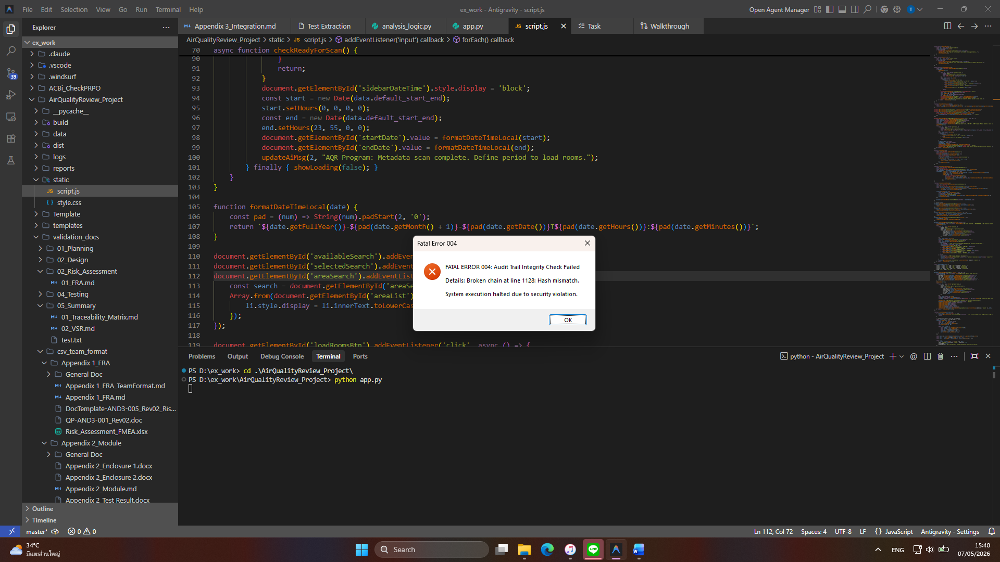 File Edit Selection View Go Run Terminal Help
ex_work - Antigravity - script.js
Open Agent Manager
T
Explorer
ex_work
.claude
.vscode
.windsurf
ACBi_CheckPRPO
AirQualityReview_Project
__pycache__
build
data
dist
logs
reports
static
JS script.js
{ } style.css
Template
templates
validation_docs
01_Planning
02_Design
02_Risk_Assessment
01_FRA.md
04_Testing
05_Summary
01_Traceability_Matrix.md
02_VSR.md
test.txt
csv_team_format
Appendix 1_FRA
General Doc
Appendix 1_FRA_TeamFormat.md
Appendix 1_FRA.md
DocTemplate-AND3-005_Rev02_Ris...
QP-AND3-001_Rev02.doc
Risk_Assessment_FMEA.xlsx
Appendix 2_Module
General Doc
Appendix 2_Enclosure 1.docx
Appendix 2_Enclosure 2.docx
Appendix 2_Module.md
Appendix 2_Test Result.docx
Outline
Timeline
39
Appendix 3_Integration.md Test Extraction analysis_logic.py app.py JS script.js Task Walkthrough
AirQualityReview_Project > static > JS script.js > addEventListener('input') callback > forEach() callback
70 async function checkReadyForScan() {
90 }
91 return;
92 }
93 document.getElementById('sidebarDateTime').style.display = 'block';
94 const start = new Date(data.default_start_end);
95 start.setHours(0, 0, 0, 0);
96 const end = new Date(data.default_start_end);
97 end.setHours(23, 55, 0, 0);
98 document.getElementById('startDate').value = formatDateTimeLocal(start);
99 document.getElementById('endDate').value = formatDateTimeLocal(end);
100 updateAiMsg(2, "AQR Program: Metadata scan complete. Define period to load rooms.");
101 } finally { showLoading(false); }
102 }
103 }
104
105 function formatDateTimeLocal(date) {
106 const pad = (num) => String(num).padStart(2, '0');
107 return `${date.getFullYear()}-${pad(date.getMonth() + 1)}-${pad(date.getDate())}T${pad(date.getHours())}:${pad(date.getMinutes())}`;
108 }
109
110 document.getElementById('availableSearch').addEven
111 document.getElementById('selectedSearch').addEven
112 document.getElementById('areaSearch').addEventList
113 const search = document.getElementById('areaSe
114 Array.from(document.getElementById('areaList')
115 li.style.display = li.innerText.toLowerCas
116 });
117 });
118
119 document.getElementById('loadRoomsBtn').addEventListener('click', async () => {
Fatal Error 004
FATAL ERROR 004: Audit Trail Integrity Check Failed
Details: Broken chain at line 1128: Hash mismatch.
System execution halted due to security violation.
OK
Problems Output Debug Console Terminal Ports
python - AirQualityReview_Project
PS D:\ex_work> cd .\AirQualityReview_Project\
PS D:\ex_work\AirQualityReview_Project> python app.py
master* 0 0
Ln 112, Col 72 Spaces: 4 UTF-8 LF { } JavaScript Antigravity - Settings
34°C
มีเมฆส่วนใหญ่
Search
ENG
15:40
07/05/2026